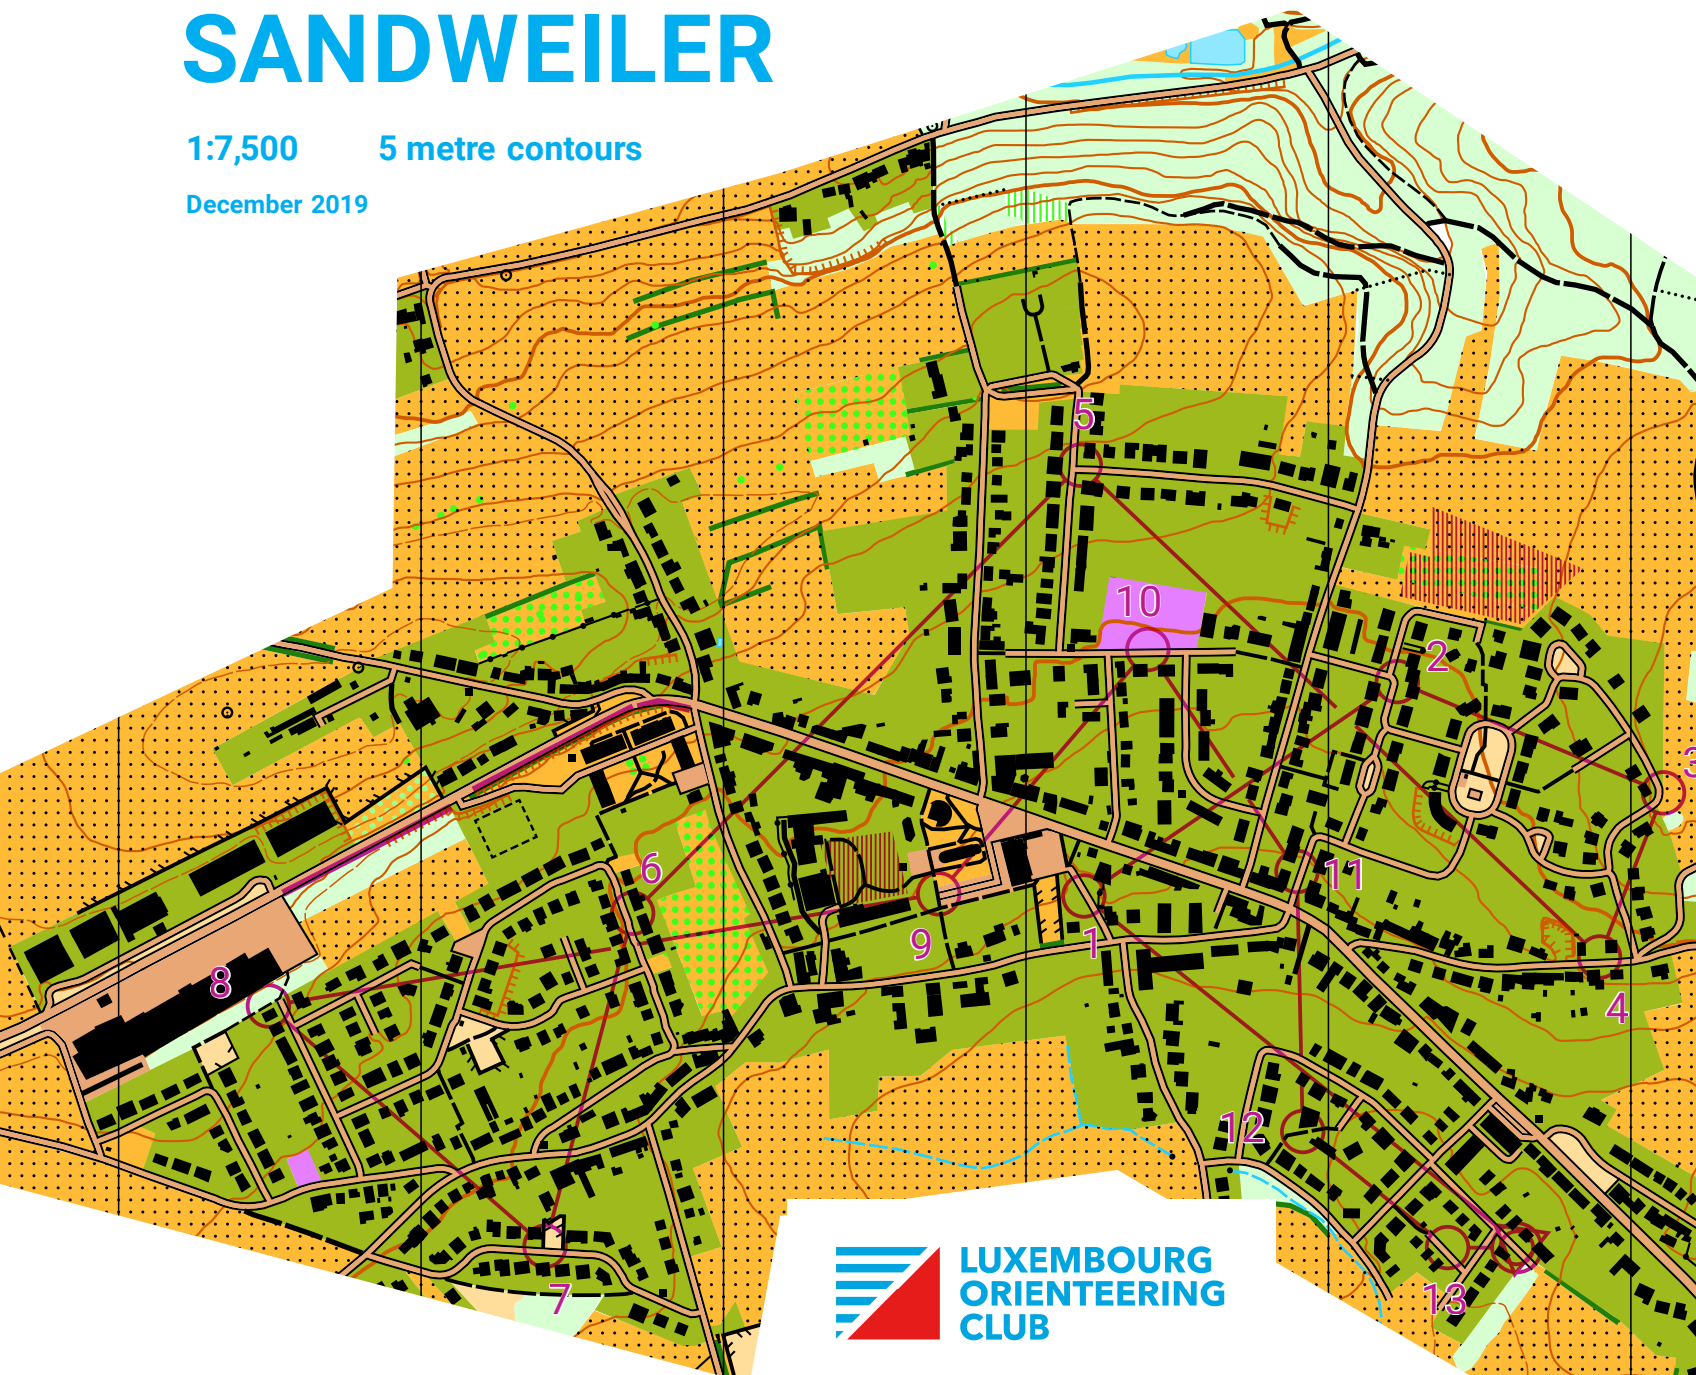 SANDWEILER
1:7,500 5 metre contours
December 2019
5
10
2
3
6
11
9
1
8
4
12
7
13
LUXEMBOURG
ORIENTEERING
CLUB